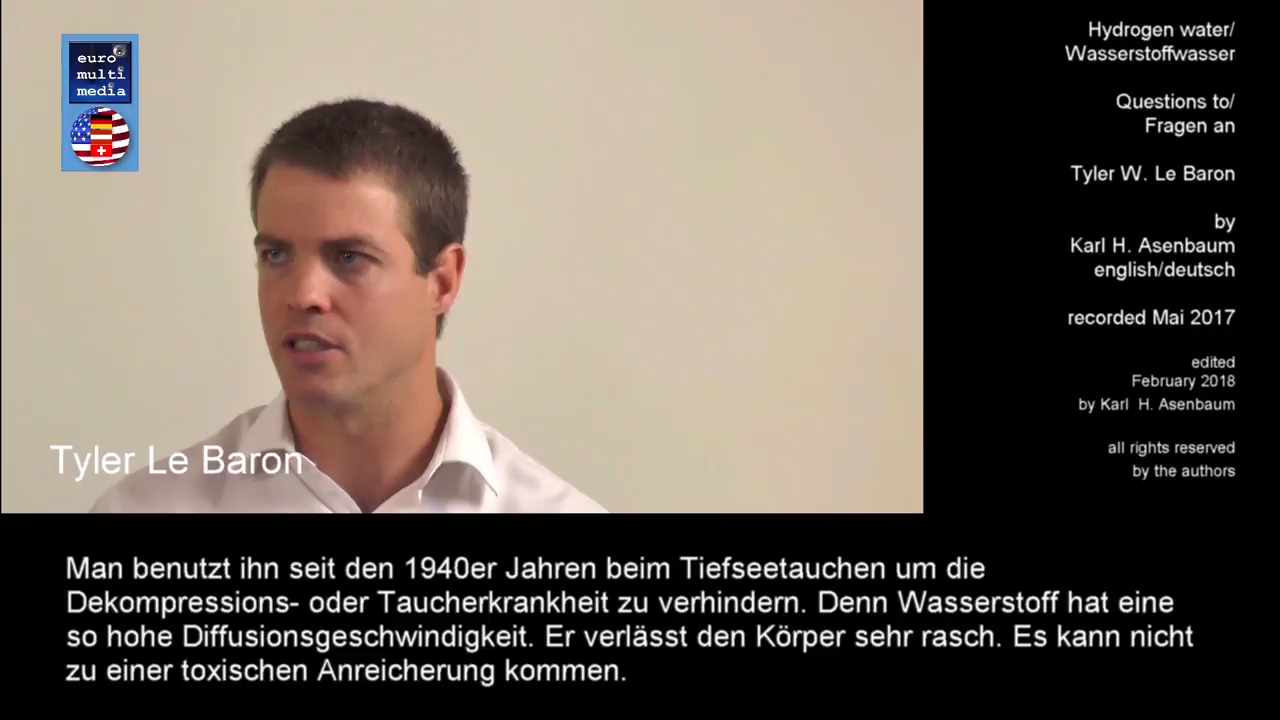 euro
multi
media
Hydrogen water/
Wasserstoffwasser
Questions to/
Fragen an
Tyler W. Le Baron
by
Karl H. Asenbaum
english/deutsch
recorded Mai 2017
edited
February 2018
by Karl H. Asenbaum
all rights reserved
by the authors
Tyler Le Baron
Man benutzt ihn seit den 1940er Jahren beim Tiefseetauchen um die
Dekompressions- oder Taucherkrankheit zu verhindern. Denn Wasserstoff hat eine
so hohe Diffusionsgeschwindigkeit. Er verlässt den Körper sehr rasch. Es kann nicht
zu einer toxischen Anreicherung kommen.